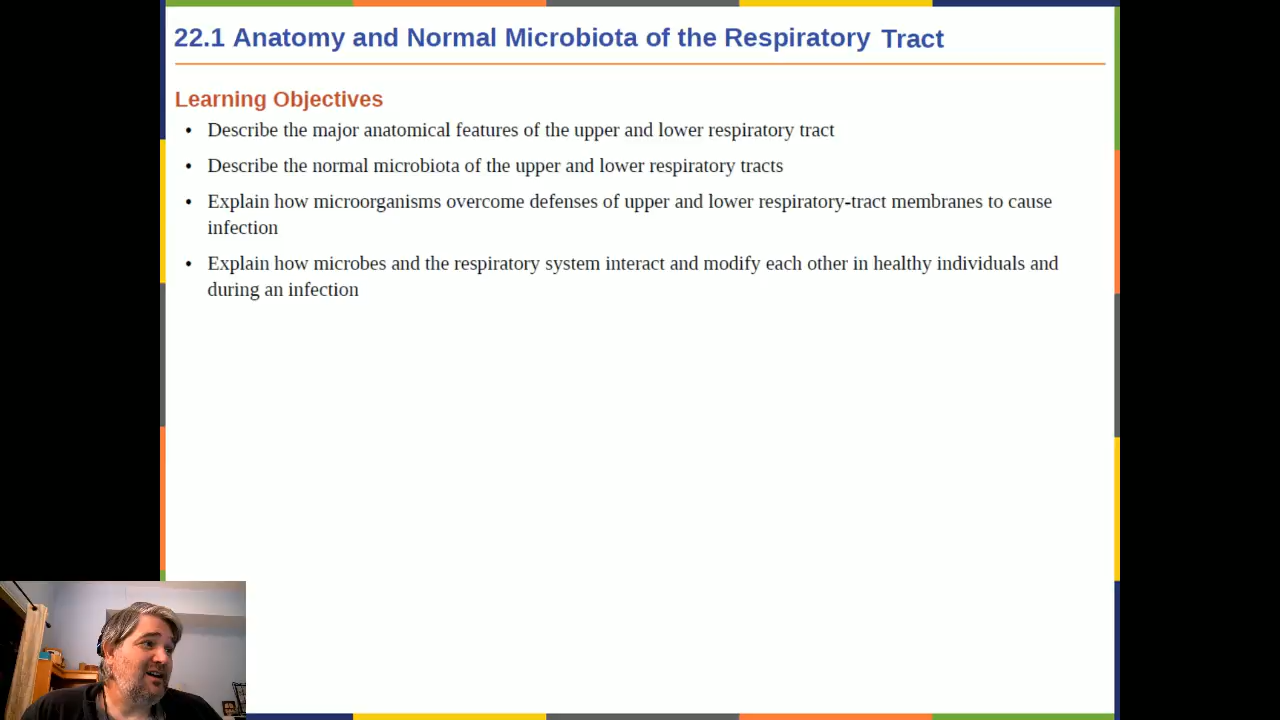 22.1 Anatomy and Normal Microbiota of the Respiratory Tract
Learning Objectives
• Describe the major anatomical features of the upper and lower respiratory tract
• Describe the normal microbiota of the upper and lower respiratory tracts
• Explain how microorganisms overcome defenses of upper and lower respiratory-tract membranes to cause
infection
• Explain how microbes and the respiratory system interact and modify each other in healthy individuals and
during an infection